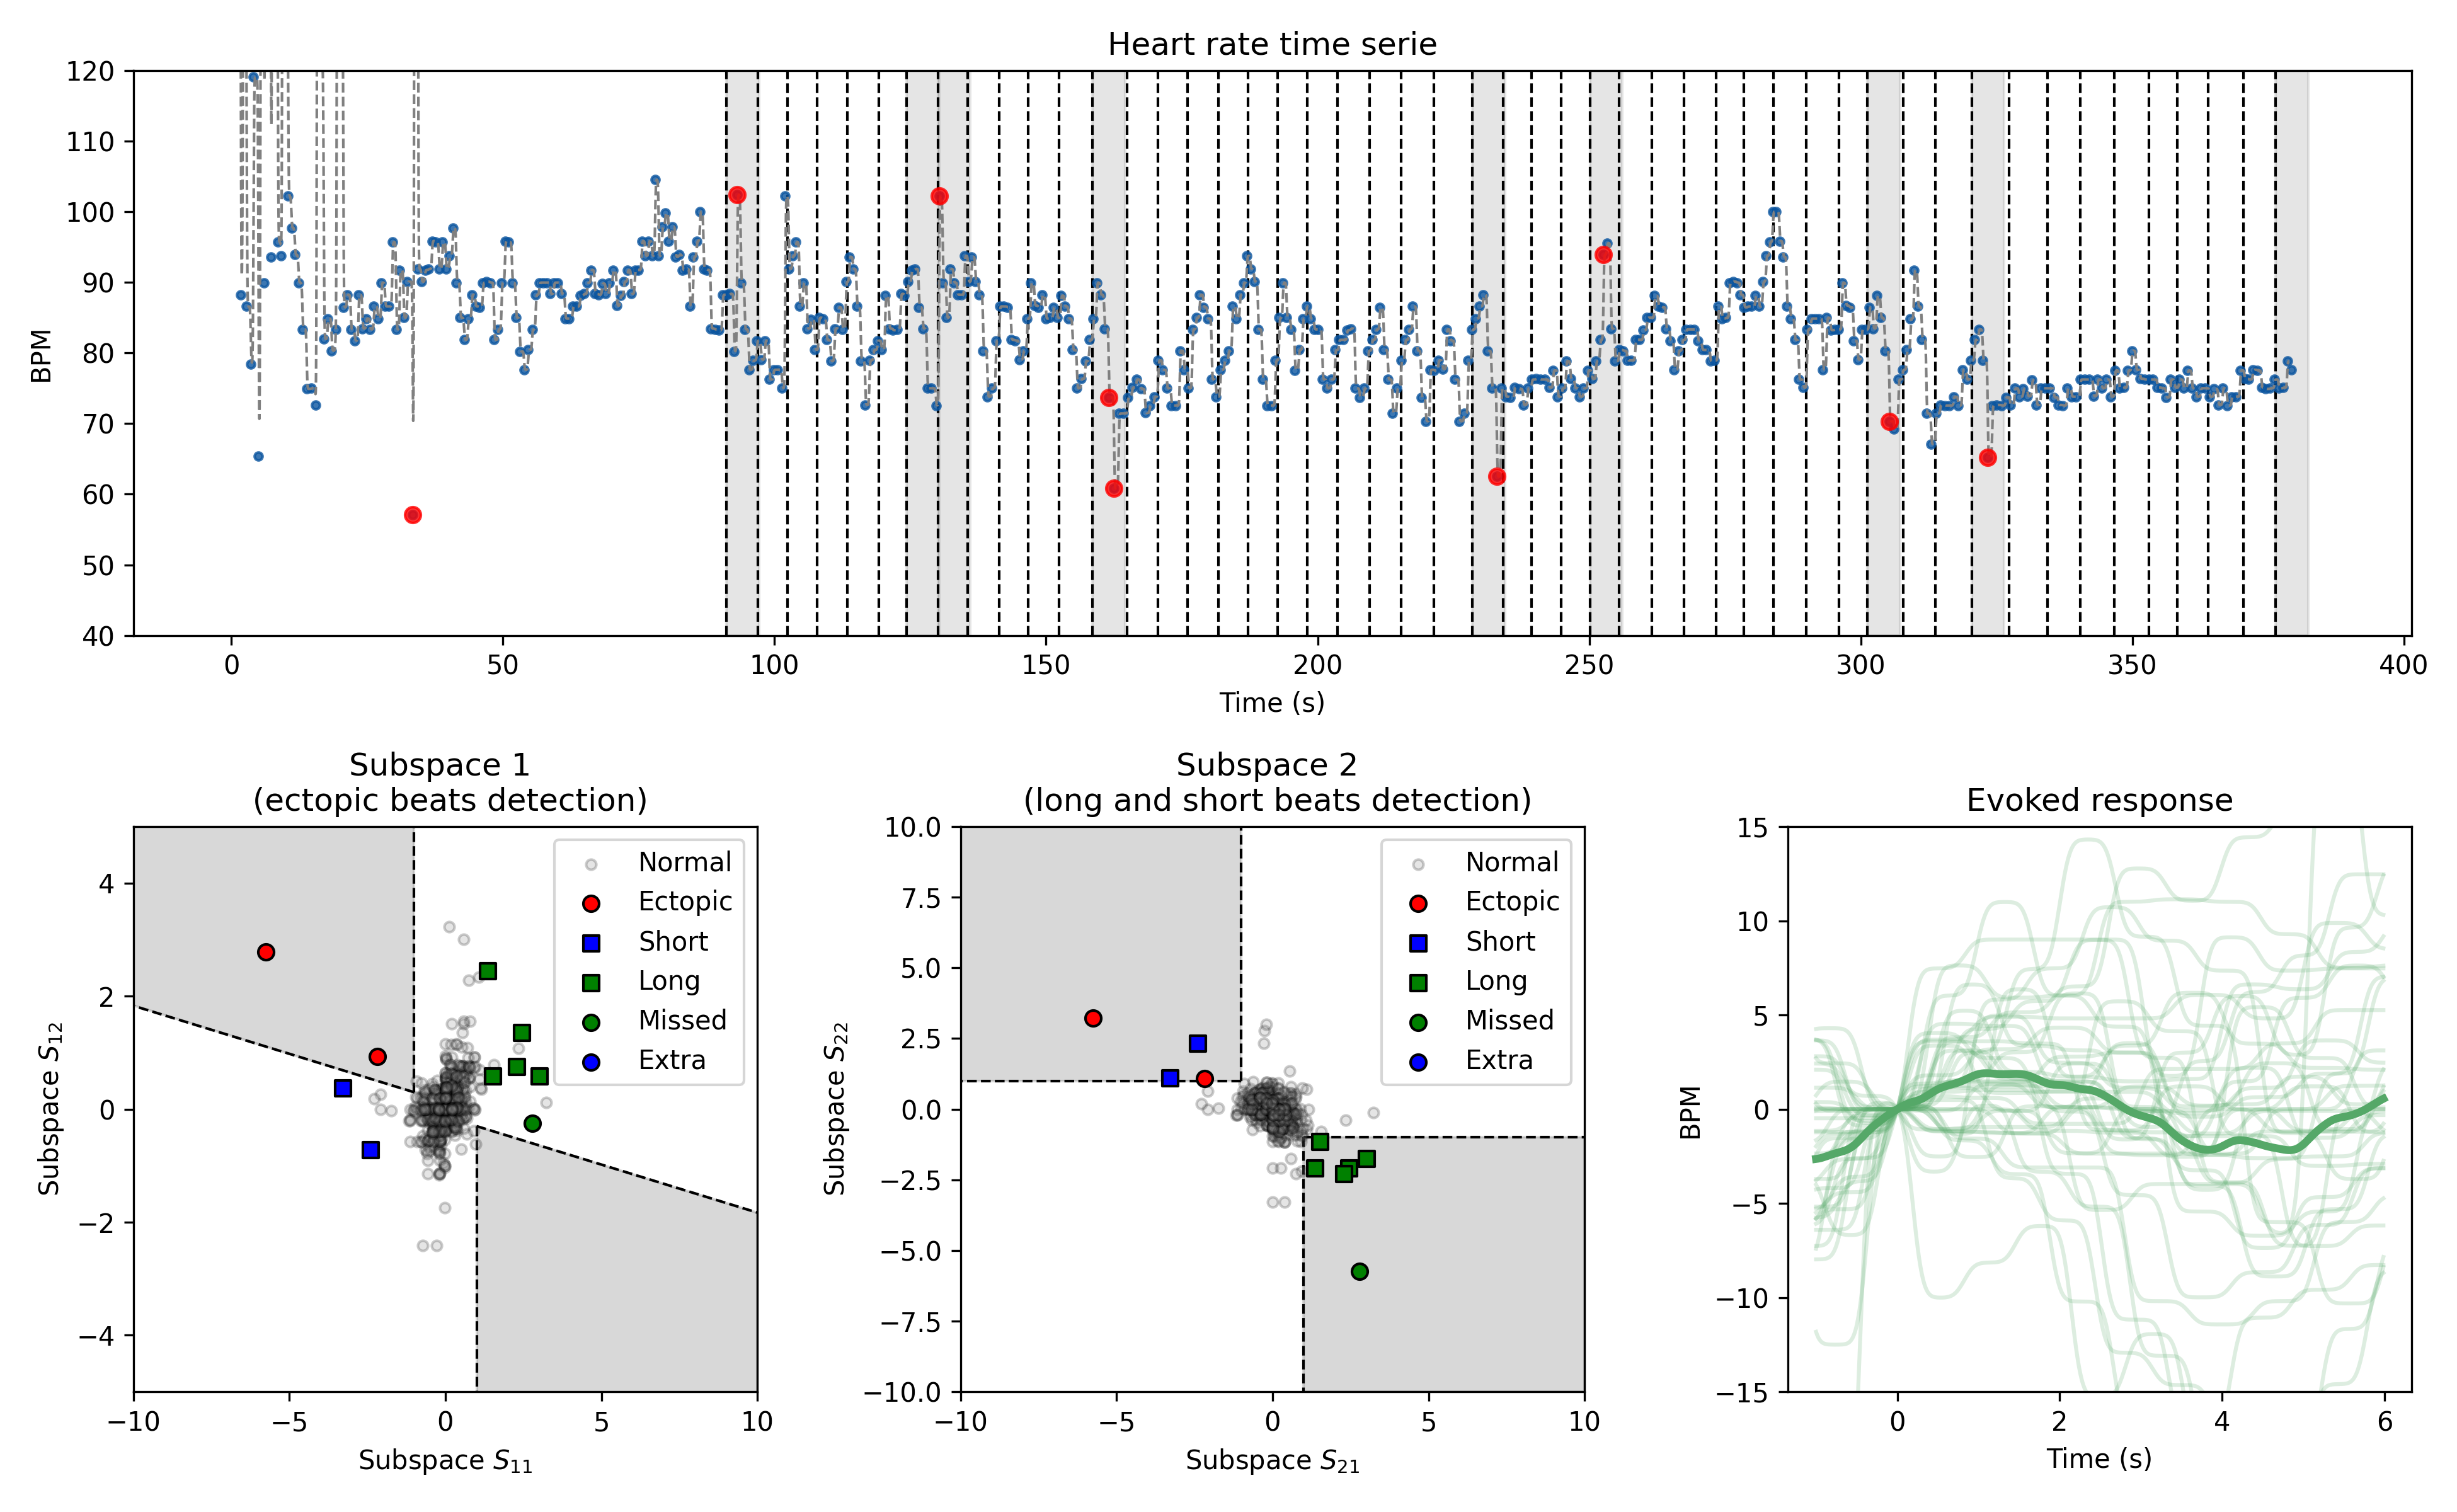 Heart rate time serie
120
110
100
90
80
70
60
50
40
BPM
0 50 100 150 200 250 300 350 400
Time (s)
Subspace 1
(ectopic beats detection)
4
2
0
−2
−4
Subspace S12
−10 −5 0 5 10
Subspace S11
Normal
Ectopic
Short
Long
Missed
Extra
Subspace 2
(long and short beats detection)
10.0
7.5
5.0
2.5
0.0
−2.5
−5.0
−7.5
−10.0
Subspace S22
−10 −5 0 5 10
Subspace S21
Normal
Ectopic
Short
Long
Missed
Extra
Evoked response
15
10
5
0
−5
−10
−15
BPM
0 2 4 6
Time (s)